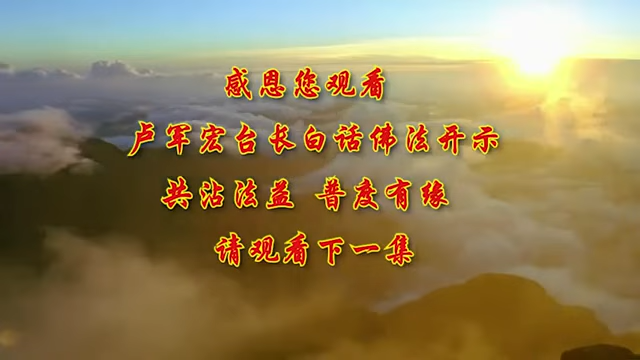 感恩您观看
卢军宏台长白话佛法开示
共沾法益 普度有缘
请观看下一集